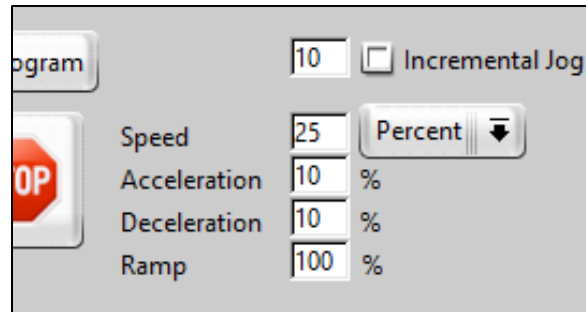 10 Incremental Jog
ogram
Speed 25 Percent
Acceleration 10 %
OP
Deceleration 10 %
Ramp 100 %